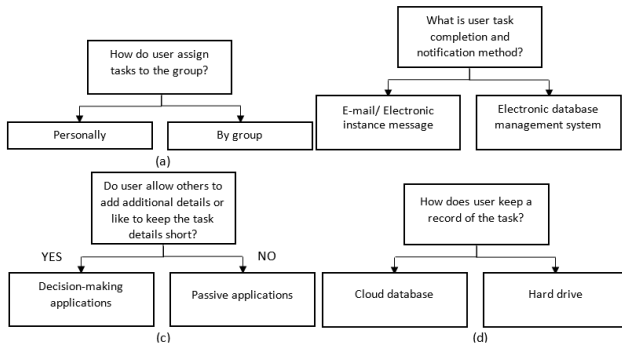 How do user assign
tasks to the group?
Personally
By group
(a)
What is user task
completion and
notification method?
E-mail/ Electronic
instance message
Electronic database
management system
Do user allow others to
add additional details or
like to keep the task
details short?
YES
NO
Decision-making
applications
Passive applications
(c)
How does user keep a
record of the task?
Cloud database
Hard drive
(d)